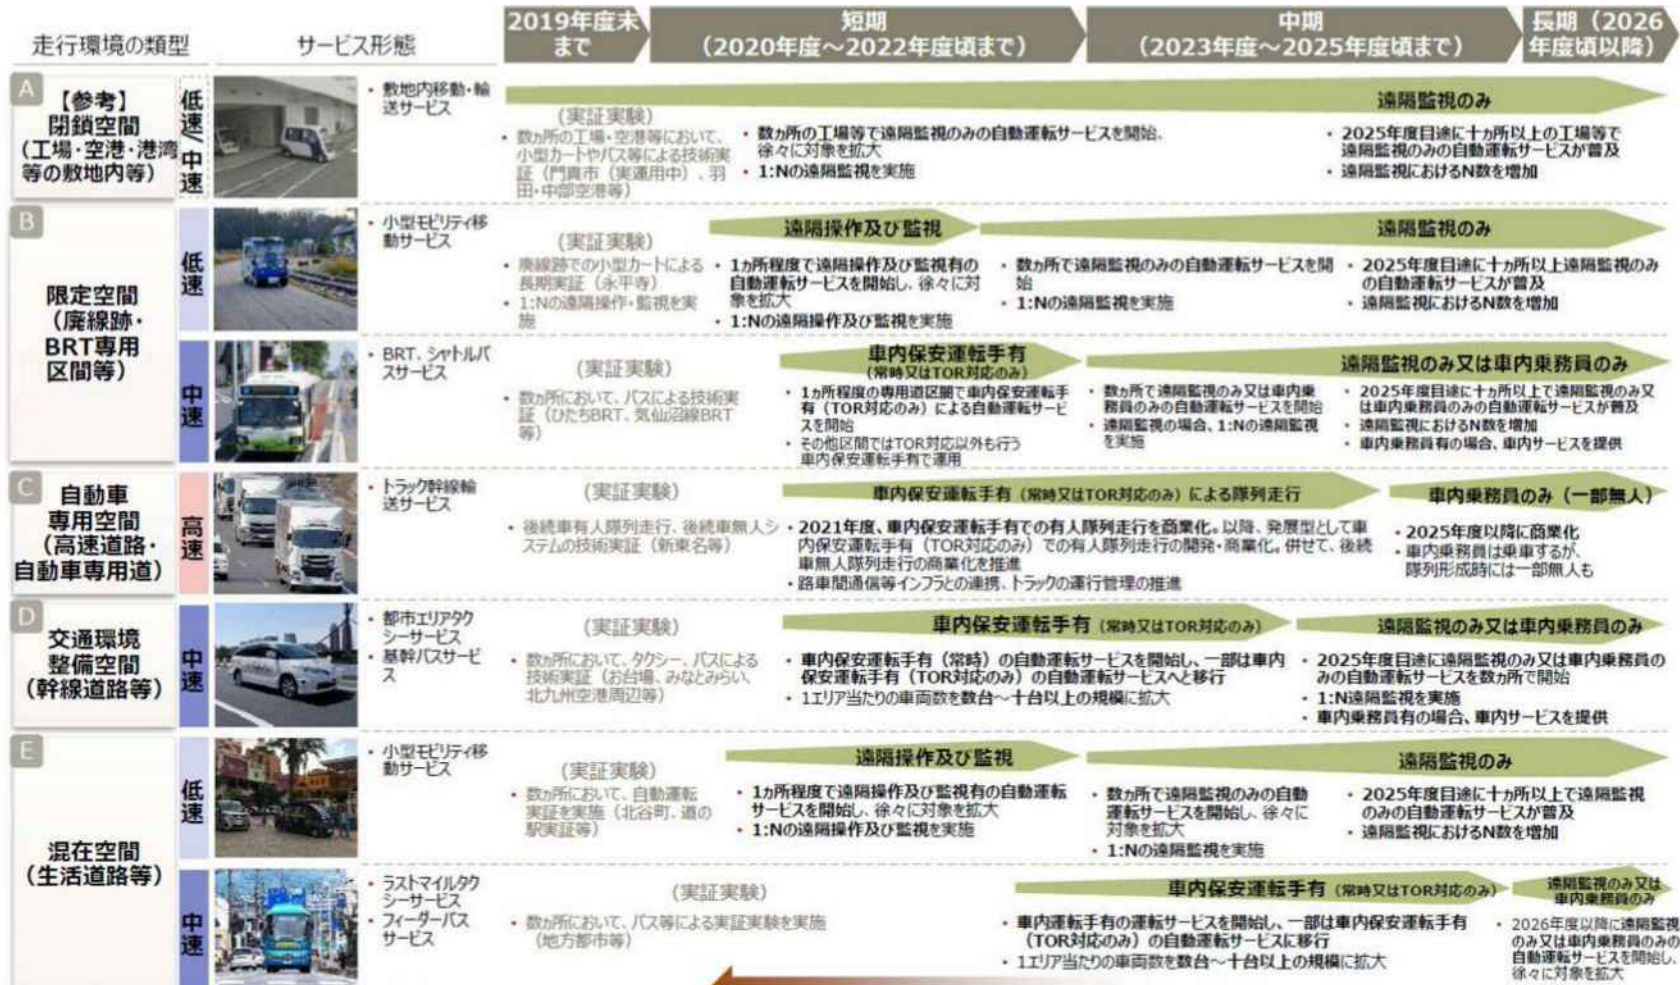 走行環境の類型
サービス形態
2019年度末
まで
短期
（2020年度～2022年度頃まで）
中期
（2023年度～2025年度頃まで）
長期（2026
年度頃以降）
A
【参考】
閉鎖空間
（工場・空港・港湾
等の敷地内等）
低速/中速
• 敷地内移動・輸
送サービス
遠隔監視のみ
（実証実験）
• 数ヵ所の工場・空港等において、
小型カートやバス等による技術実
証（門真市（実運用中）、羽
田・中部空港等）
• 数ヵ所の工場等で遠隔監視のみの自動運転サービスを開始、
徐々に対象を拡大
• 1:Nの遠隔監視を実施
• 2025年度目途に十ヵ所以上の工場等で
遠隔監視のみの自動運転サービスが普及
• 遠隔監視におけるN数を増加
B
限定空間
（廃線跡・
BRT専用
区間等）
低速
• 小型モビリティ移
動サービス
遠隔操作及び監視
遠隔監視のみ
（実証実験）
• 廃線跡での小型カートによる
長期実証（永平寺）
• 1:Nの遠隔操作・監視を実
施
• 1ヵ所程度で遠隔操作及び監視有の
自動運転サービスを開始し、徐々に対
象を拡大
• 1:Nの遠隔操作及び監視を実施
• 数ヵ所で遠隔監視のみの自動運転サービスを開
始
• 1:Nの遠隔監視を実施
• 2025年度目途に十ヵ所以上遠隔監視のみ
の自動運転サービスが普及
• 遠隔監視におけるN数を増加
中速
• BRT、シャトルバ
スサービス
車内保安運転手有
（常時又はTOR対応のみ）
遠隔監視のみ又は車内乗務員のみ
（実証実験）
• 数ヵ所において、バスによる技術実
証（ひたちBRT、気仙沼線BRT
等）
• 1ヵ所程度の専用道区間で車内保安運転手
有（TOR対応のみ）による自動運転サービ
スを開始
• その他区間ではTOR対応以外も行う
車内保安運転手有で運用
• 数ヵ所で遠隔監視のみ又は車内乗
務員のみの自動運転サービスを開始
• 遠隔監視の場合、1:Nの遠隔監視
を実施
• 2025年度目途に十ヵ所以上で遠隔監視のみ又
は車内乗務員のみの自動運転サービスが普及
• 遠隔監視におけるN数を増加
• 車内乗務員有の場合、車内サービスを提供
C
自動車
専用空間
（高速道路・
自動車専用道）
高速
• トラック幹線輸
送サービス
車内保安運転手有（常時又はTOR対応のみ）による隊列走行
車内乗務員のみ（一部無人）
（実証実験）
• 後続車有人隊列走行、後続車無人シ
ステムの技術実証（新東名等）
• 2021年度、車内保安運転手有での有人隊列走行を商業化。以降、発展型として車
内保安運転手有（TOR対応のみ）での有人隊列走行の開発・商業化。併せて、後続
車無人隊列走行の商業化を推進
• 路車間通信等インフラとの連携、トラックの運行管理の推進
• 2025年度以降に商業化
• 車内乗務員は乗車するが、
隊列形成時には一部無人も
D
交通環境
整備空間
（幹線道路等）
中速
• 都市エリアタク
シーサービス
• 基幹バスサービ
ス
車内保安運転手有（常時又はTOR対応のみ）
遠隔監視のみ又は車内乗務員のみ
（実証実験）
• 数ヵ所において、タクシー、バスによる
技術実証（お台場、みなとみらい、
北九州空港周辺等）
• 車内保安運転手有（常時）の自動運転サービスを開始し、一部は車内
保安運転手有（TOR対応のみ）の自動運転サービスへと移行
• 1エリア当たりの車両数を数台～十台以上の規模に拡大
• 2025年度目途に遠隔監視のみ又は車内乗務員の
みの自動運転サービスを数ヵ所で開始
• 1:N遠隔監視を実施
• 車内乗務員有の場合、車内サービスを提供
E
混在空間
（生活道路等）
低速
• 小型モビリティ移
動サービス
遠隔操作及び監視
遠隔監視のみ
（実証実験）
• 数ヵ所において、自動運転
実証を実施（北谷町、道の
駅実証等）
• 1ヵ所程度で遠隔操作及び監視有の自動運転
サービスを開始し、徐々に対象を拡大
• 1:Nの遠隔操作及び監視を実施
• 数ヵ所で遠隔監視のみの自動
運転サービスを開始し、徐々に
対象を拡大
• 1:Nの遠隔監視を実施
• 2025年度目途に十ヵ所以上で遠隔監視
のみの自動運転サービスが普及
• 遠隔監視におけるN数を増加
中速
• ラストマイルタク
シーサービス
• フィーダーバス
サービス
（実証実験）
車内保安運転手有（常時又はTOR対応のみ）
遠隔監視のみ又は
車内乗務員のみ
• 数ヵ所において、バス等による実証実験を実施
（地方都市等）
• 車内運転手有の運転サービスを開始し、一部は車内保安運転手有
（TOR対応のみ）の自動運転サービスに移行
• 1エリア当たりの車両数を数台～十台以上の規模に拡大
• 2026年度以降に遠隔監視
のみ又は車内乗務員のみの
自動運転サービスを開始し、
徐々に対象を拡大